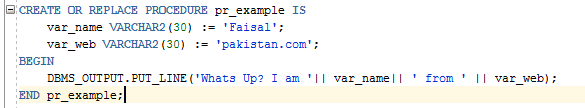 CREATE OR REPLACE PROCEDURE pr_example IS
var_name VARCHAR2(30) := 'Faisal';
var_web VARCHAR2(30) := 'pakistan.com';
BEGIN
DBMS_OUTPUT.PUT_LINE('Whats Up? I am '|| var_name|| ' from ' || var_web);
END pr_example;